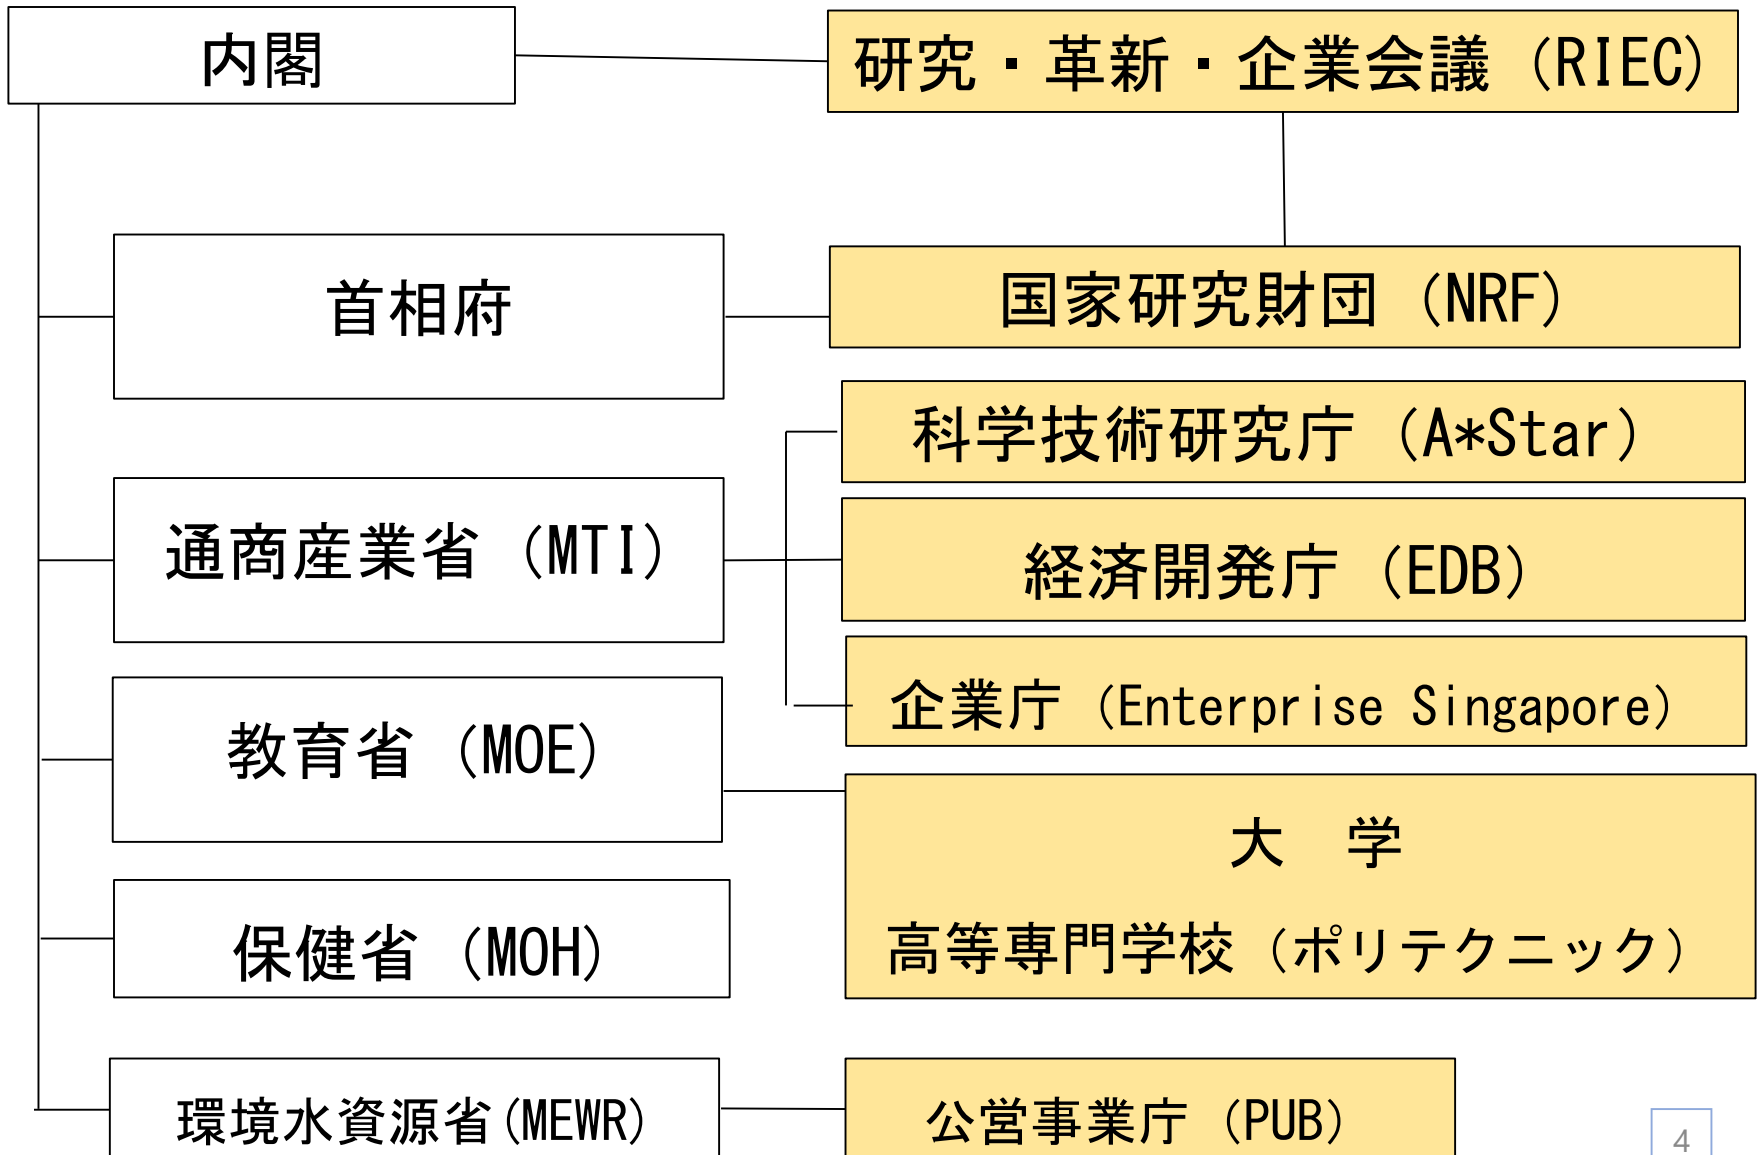 内閣
研究・革新・企業会議（RIEC）
首相府
国家研究財団（NRF）
科学技術研究庁（A*Star）
通商産業省（MTI）
経済開発庁（EDB）
企業庁（Enterprise Singapore）
教育省（MOE）
大　学
高等専門学校（ポリテクニック）
保健省（MOH）
環境水資源省(MEWR)
公営事業庁（PUB）
4